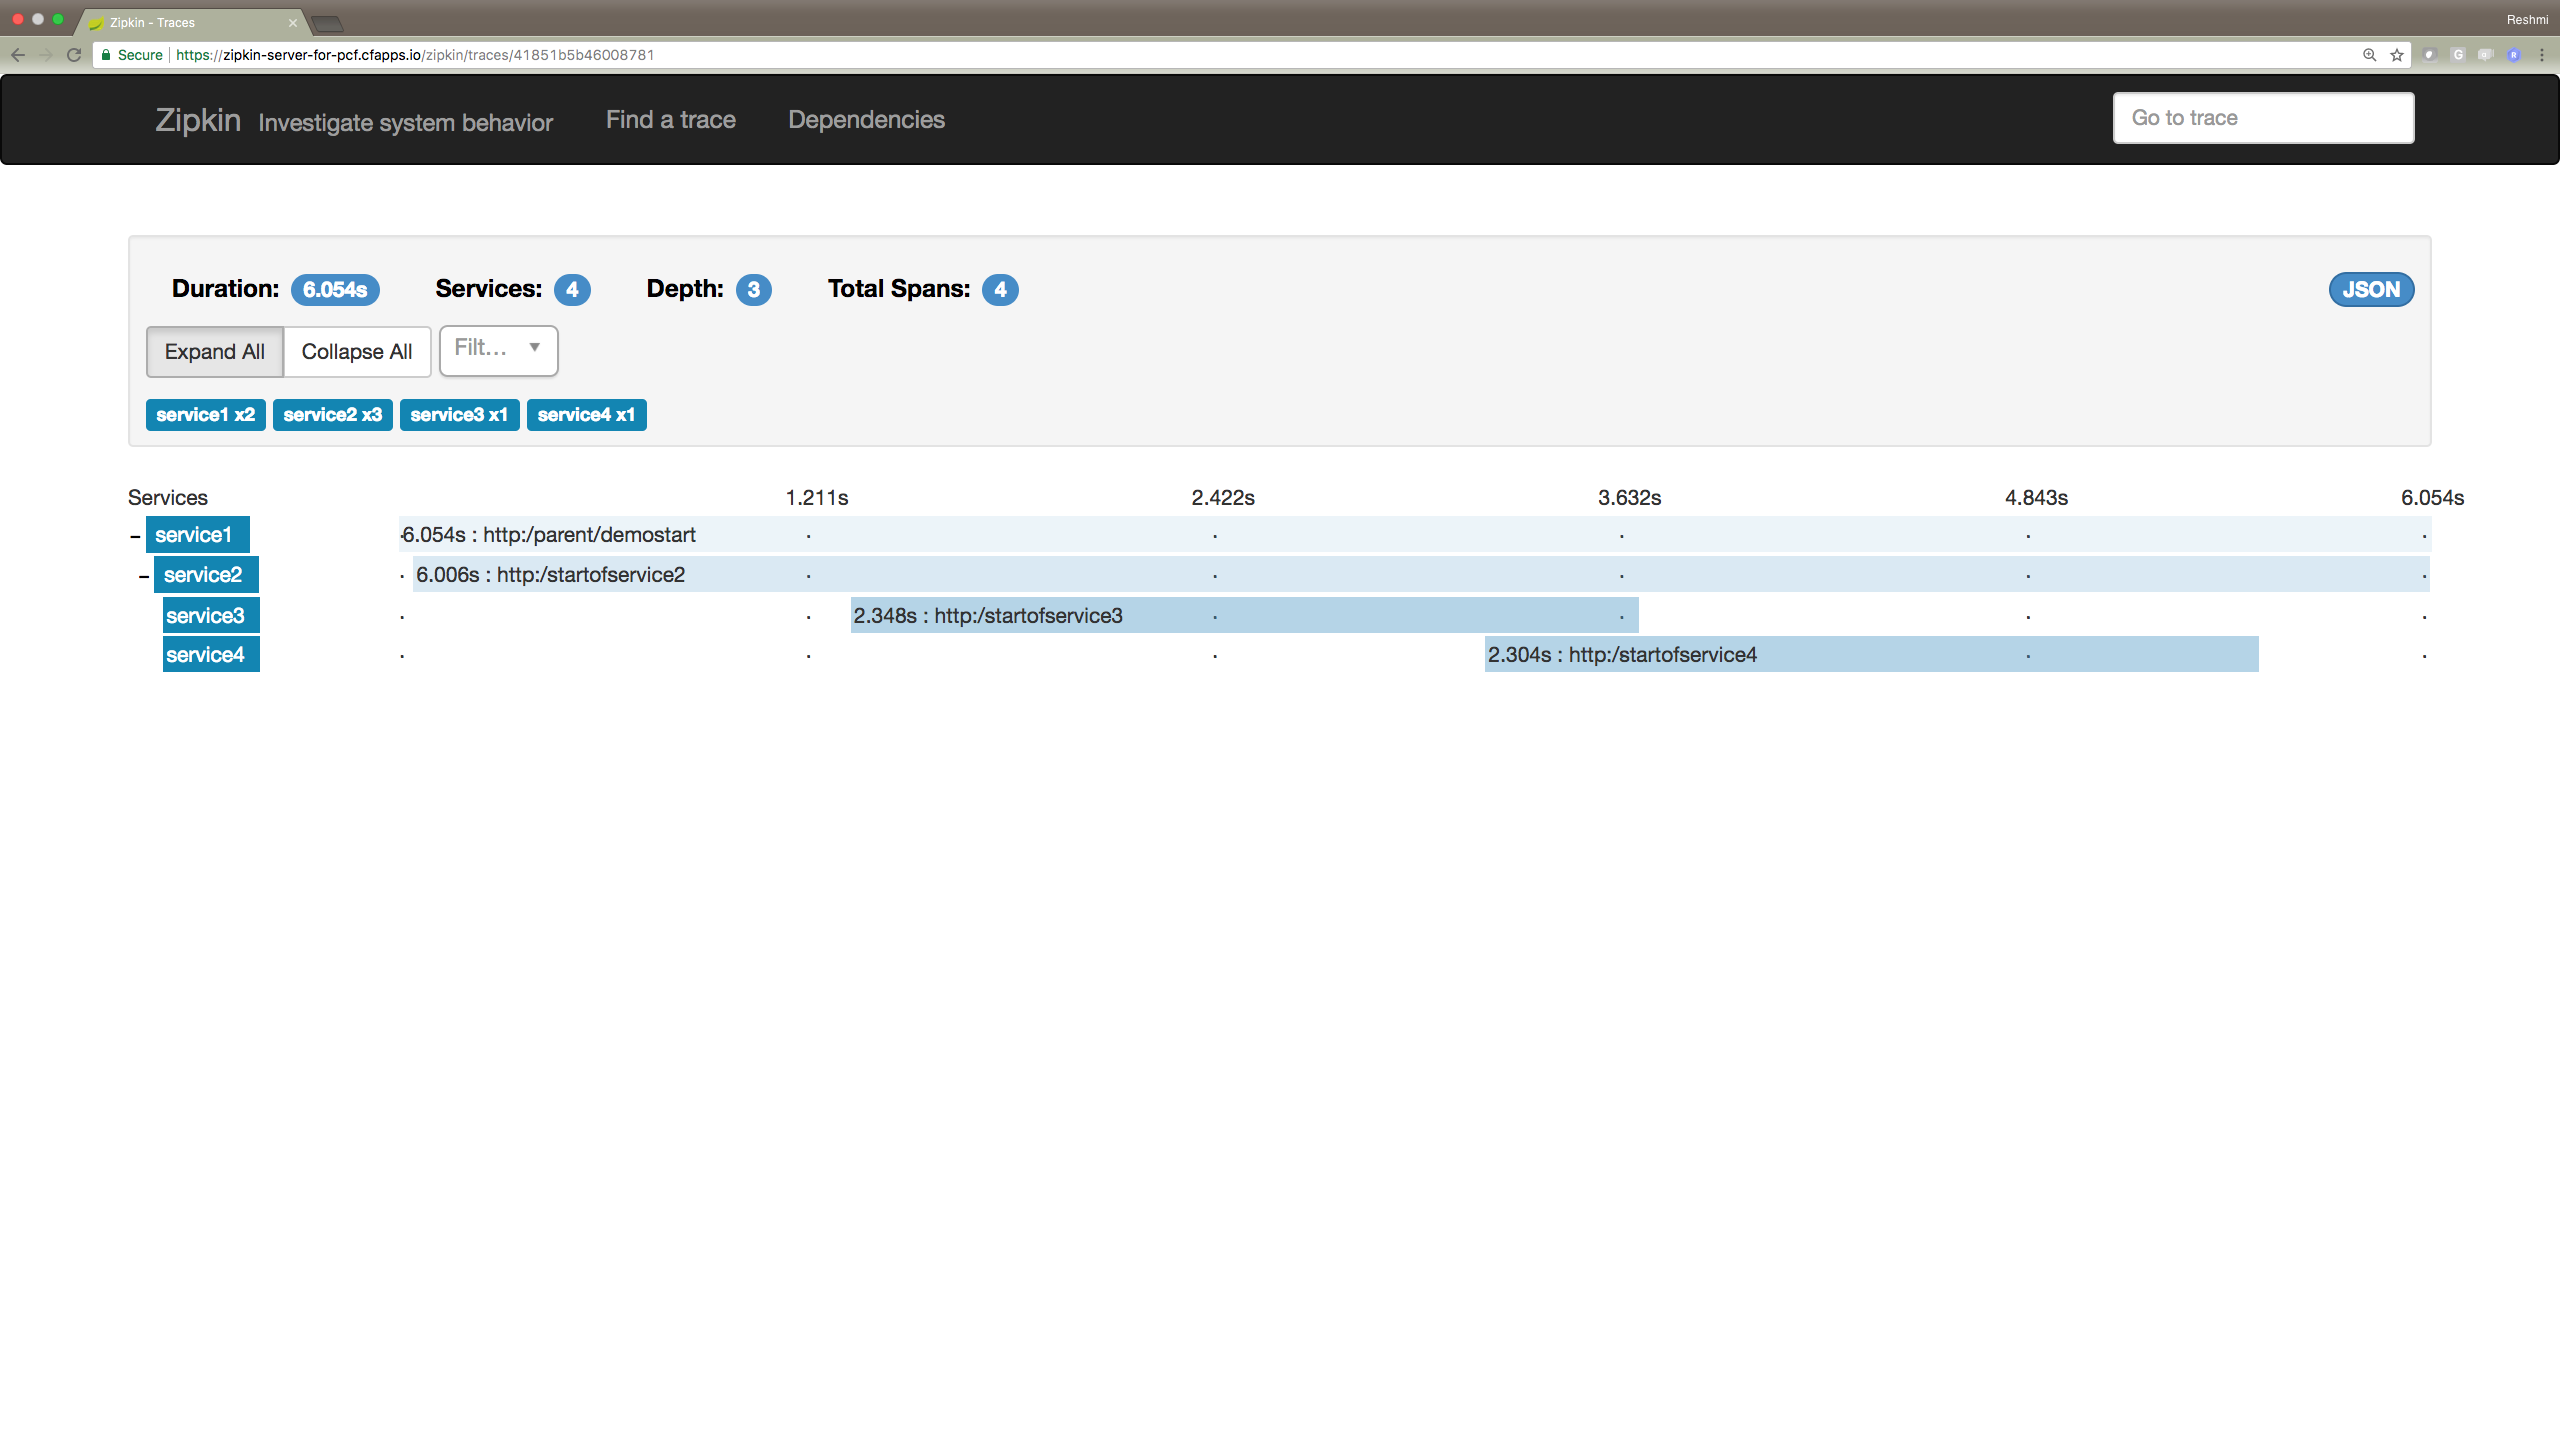 Zipkin - Traces
Reshmi
Secure https://zipkin-server-for-pcf.cfapps.io/zipkin/traces/41851b5b46008781
Zipkin Investigate system behavior Find a trace Dependencies Go to trace
Duration: 6.054s Services: 4 Depth: 3 Total Spans: 4 JSON
Expand All Collapse All Filt...
service1 x2 service2 x3 service3 x1 service4 x1
Services 1.211s 2.422s 3.632s 4.843s 6.054s
service1 6.054s : http:/parent/demostart
service2 6.006s : http:/startofservice2
service3 2.348s : http:/startofservice3
service4 2.304s : http:/startofservice4